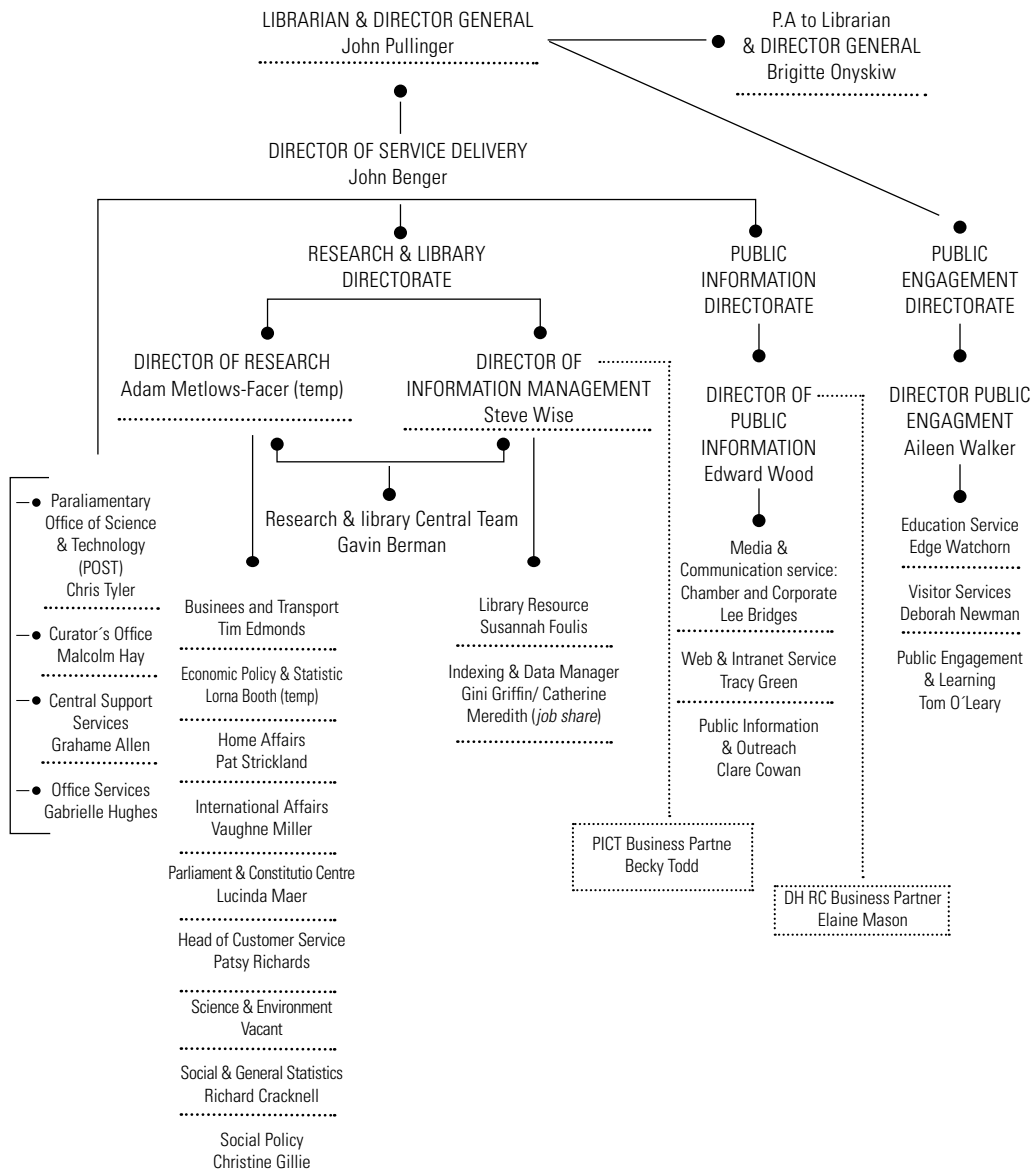 LIBRARIAN & DIRECTOR GENERAL
John Pullinger
P.A to Librarian
& DIRECTOR GENERAL
Brigitte Onyskiw
DIRECTOR OF SERVICE DELIVERY
John Benger
RESEARCH & LIBRARY
DIRECTORATE
PUBLIC
INFORMATION
DIRECTORATE
PUBLIC
ENGAGEMENT
DIRECTORATE
DIRECTOR OF RESEARCH
Adam Metlows-Facer (temp)
DIRECTOR OF
INFORMATION MANAGEMENT
Steve Wise
DIRECTOR OF
PUBLIC
INFORMATION
Edward Wood
DIRECTOR PUBLIC
ENGAGMENT
Aileen Walker
Paraliamentary
Office of Science
& Technology
(POST)
Chris Tyler
Curator´s Office
Malcolm Hay
Central Support
Services
Grahame Allen
Office Services
Gabrielle Hughes
Research & library Central Team
Gavin Berman
Businees and Transport
Tim Edmonds
Economic Policy & Statistic
Lorna Booth (temp)
Home Affairs
Pat Strickland
International Affairs
Vaughne Miller
Parliament & Constitutio Centre
Lucinda Maer
Head of Customer Service
Patsy Richards
Science & Environment
Vacant
Social & General Statistics
Richard Cracknell
Social Policy
Christine Gillie
Library Resource
Susannah Foulis
Indexing & Data Manager
Gini Griffin/ Catherine
Meredith (job share)
Media &
Communication service:
Chamber and Corporate
Lee Bridges
Web & Intranet Service
Tracy Green
Public Information
& Outreach
Clare Cowan
Education Service
Edge Watchorn
Visitor Services
Deborah Newman
Public Engagement
& Learning
Tom O´Leary
PICT Business Partne
Becky Todd
DH RC Business Partner
Elaine Mason